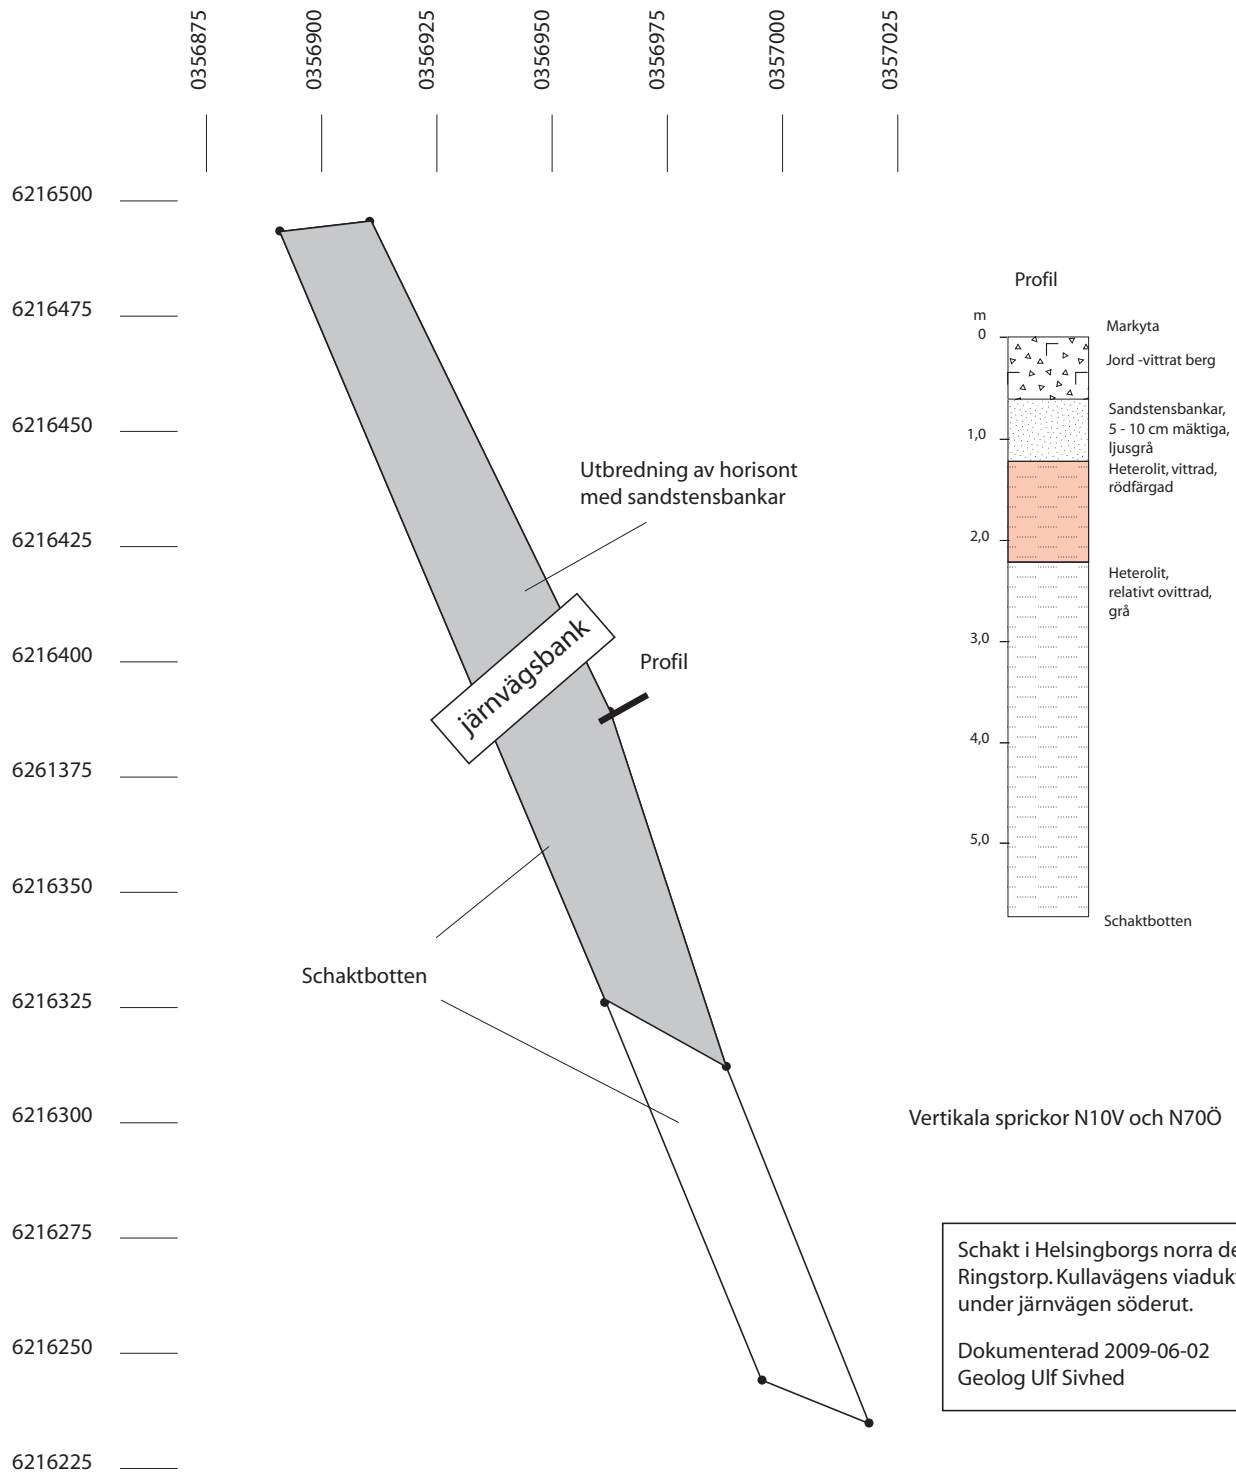 0356875
0356900
0356925
0356950
0356975
0357000
0357025
6216500
6216475
6216450
6216425
6216400
6261375
6216350
6216325
6216300
6216275
6216250
6216225
Utbredning av horisont
med sandstensbankar
järnvägsbank
Profil
Schaktbotten
Profil
m
0
1,0
2,0
3,0
4,0
5,0
Markyta
Jord -vittrat berg
Sandstensbankar,
5 - 10 cm mäktiga,
ljusgrå
Heterolit, vittrad,
rödfärgad
Heterolit,
relativt ovittrad,
grå
Schaktbotten
Vertikala sprickor N10V och N70Ö
Schakt i Helsingborgs norra
Ringstorp. Kullavägens
under järnvägen söderut.
Dokumenterad 2009-06-02
Geolog Ulf Sivhed